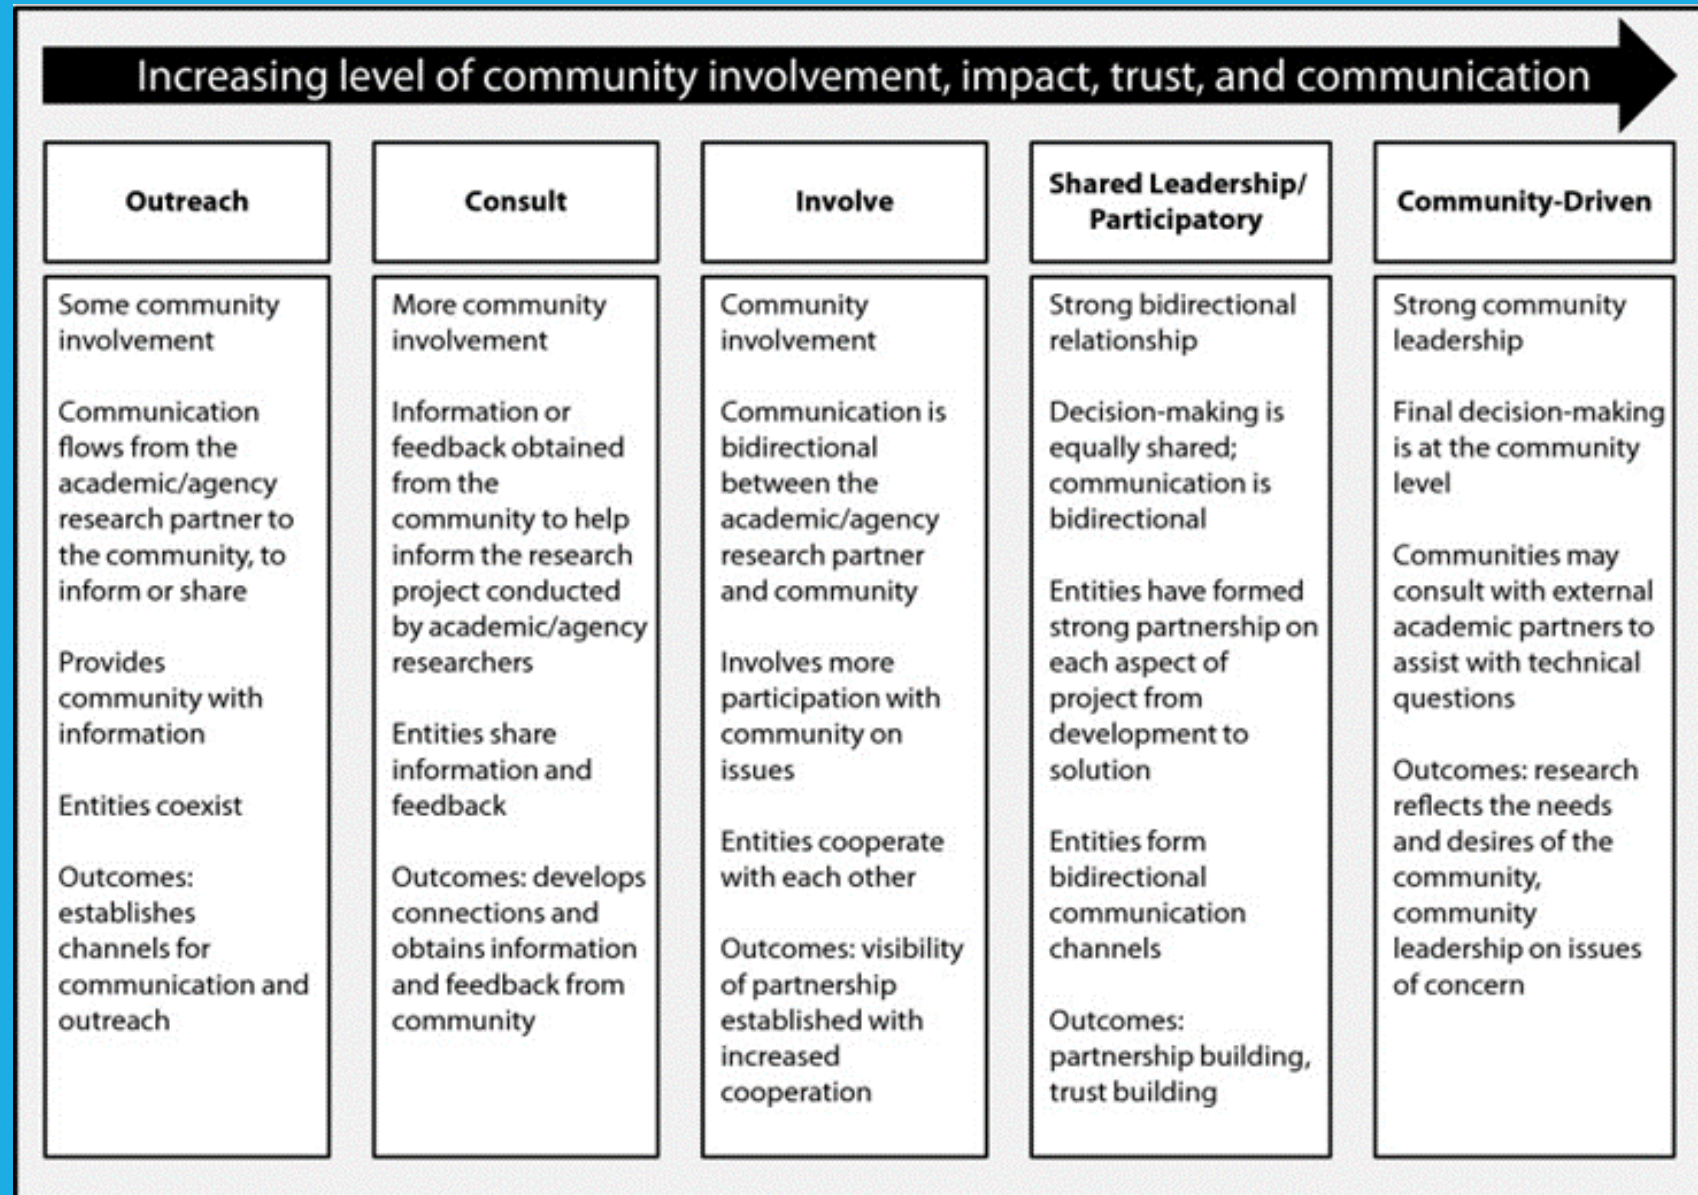 Increasing level of community involvement, impact, trust, and communication
Outreach
Some community
involvement
Communication
flows from the
academic/agency
research partner to
the community, to
inform or share
Provides
community with
information
Entities coexist
Outcomes:
establishes
channels for
communication and
outreach
Consult
More community
involvement
Information or
feedback obtained
from the
community to help
inform the research
project conducted
by academic/agency
researchers
Entities share
information and
feedback
Outcomes: develops
connections and
obtains information
and feedback from
community
Involve
Community
involvement
Communication is
bidirectional
between the
academic/agency
research partner
and community
Involves more
participation with
community on
issues
Entities cooperate
with each other
Outcomes: visibility
of partnership
established with
increased
cooperation
Shared Leadership/
Participatory
Strong bidirectional
relationship
Decision-making is
equally shared;
communication is
bidirectional
Entities have formed
strong partnership on
each aspect of
project from
development to
solution
Entities form
bidirectional
communication
channels
Outcomes:
partnership building,
trust building
Community-Driven
Strong community
leadership
Final decision-making
is at the community
level
Communities may
consult with external
academic partners to
assist with technical
questions
Outcomes: research
reflects the needs
and desires of the
community,
community
leadership on issues
of concern